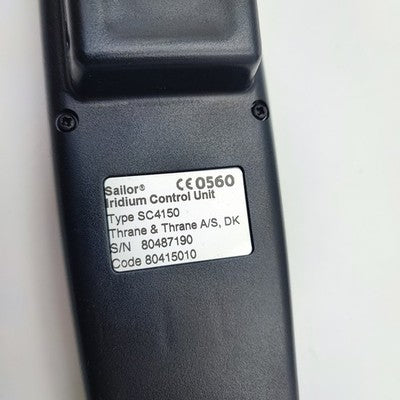 Sailor® CE0560
Iridium Control Unit
Type SC4150
Thrane & Thrane A/S, DK
S/N 80487190
Code 80415010